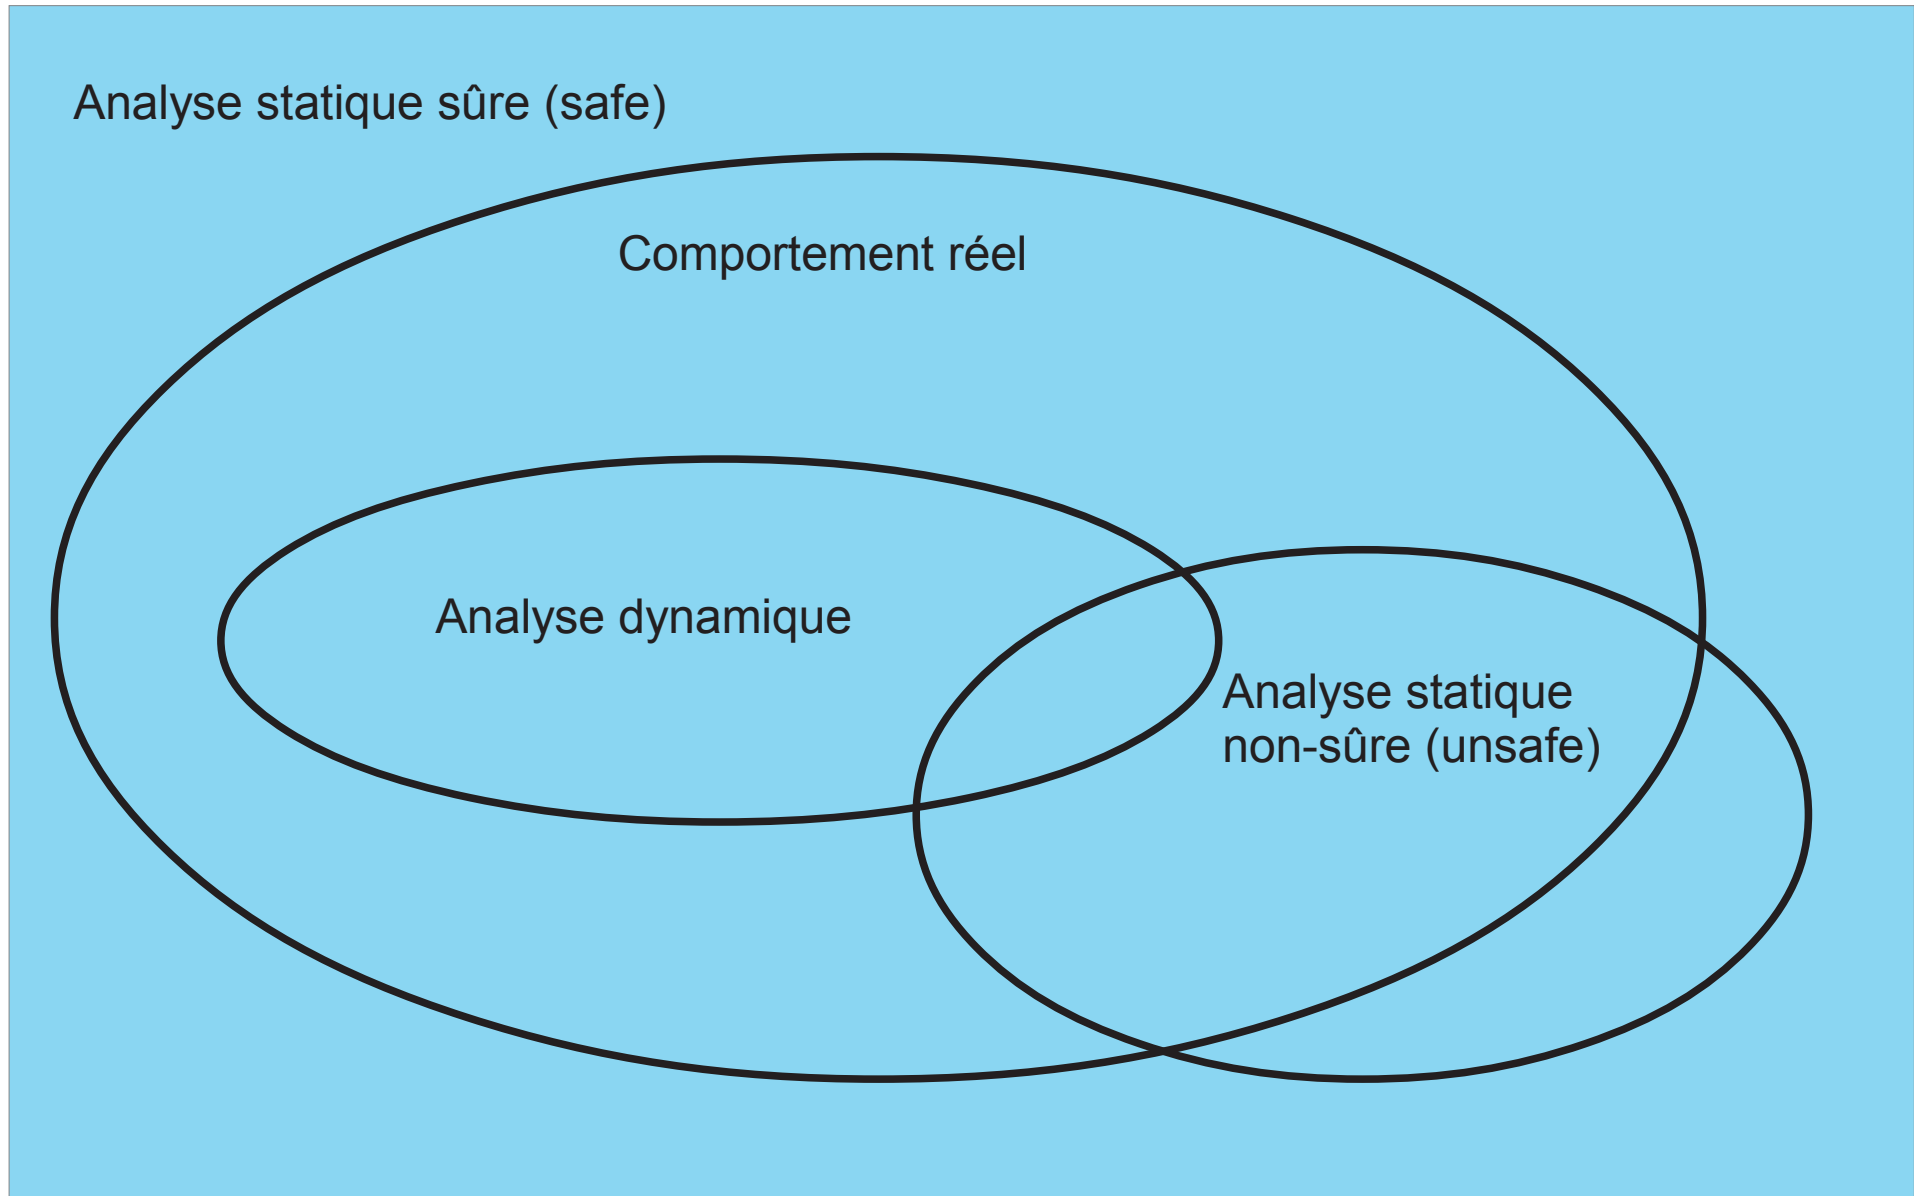 Analyse statique sûre (safe)
Comportement réel
Analyse dynamique
Analyse statique
non-sûre (unsafe)